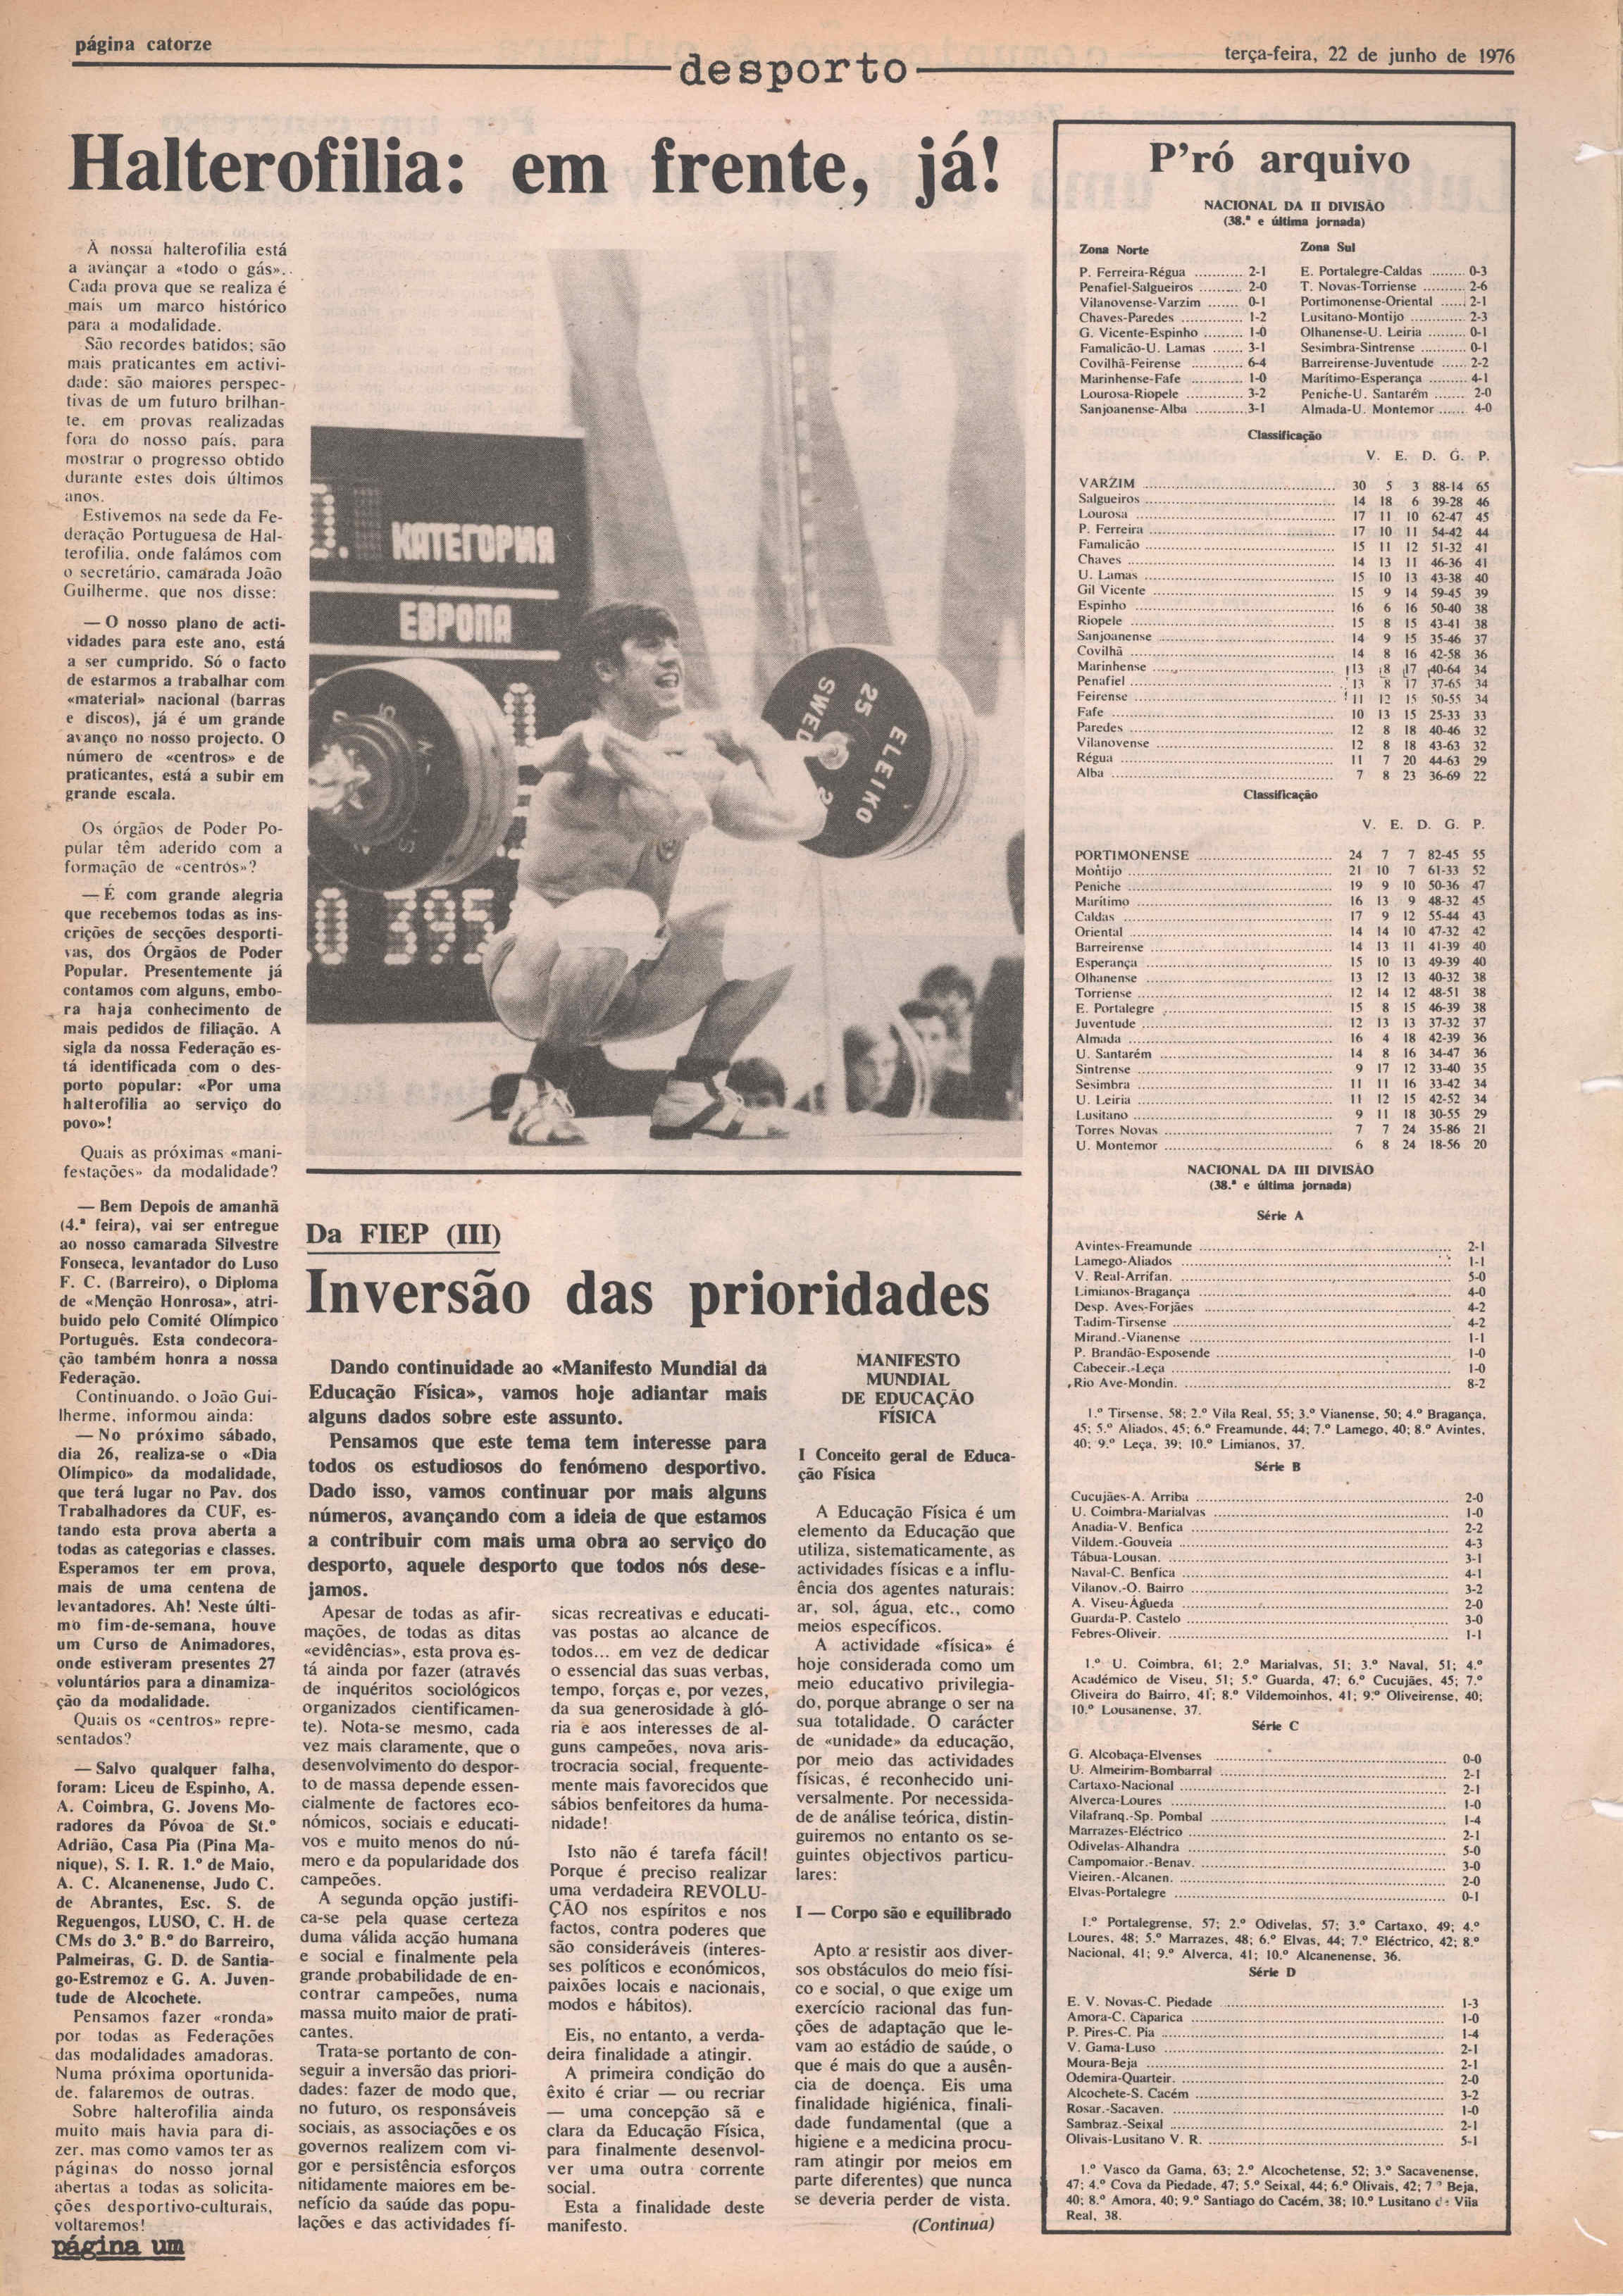 página catorze
desporto
terça-feira, 22 de junho de 1976
Halterofilia: em frente, já!
À nossa halterofilia está
a avançar a «todo o gás».
Cada prova que se realiza é
mais um marco histórico
para a modalidade.
São recordes batidos; são
mais praticantes em activi-
dade: são maiores perspec-
tivas de um futuro brilhan-
te, em provas realizadas
fora do nosso país, para
mostrar o progresso obtido
durante estes dois últimos
anos.
Estivemos na sede da Fe-
deração Portuguesa de Hal-
terofilia, onde falámos com
o secretário, camarada João
Guilherme, que nos disse:
— O nosso plano de acti-
vidades para este ano, está
a ser cumprido. Só o facto
de estarmos a trabalhar com
«material» nacional (barras
e discos), já é um grande
avanço no nosso projecto. O
número de «centros» e de
praticantes, está a subir em
grande escala.
Os órgãos de Poder Po-
pular têm aderido com a
formação de «centros»?
— É com grande alegria
que recebemos todas as ins-
crições de secções desporti-
vas, dos Órgãos de Poder
Popular. Presentemente já
contamos com alguns, embo-
ra haja conhecimento de
mais pedidos de filiação. A
sigla da nossa Federação es-
tá identificada com o des-
porto popular: «Por uma
halterofilia ao serviço do
povo»!
Quais as próximas «mani-
festações» da modalidade?
— Bem Depois de amanhã
(4.ª feira), vai ser entregue
ao nosso camarada Silvestre
Fonseca, levantador do Luso
F. C. (Barreiro), o Diploma
de «Menção Honrosa», atri-
buido pelo Comité Olímpico
Português. Esta condecora-
ção também honra a nossa
Federação.
Continuando, o João Gui-
lherme, informou ainda:
— No próximo sábado,
dia 26, realiza-se o «Dia
Olímpico» da modalidade,
que terá lugar no Pav. dos
Trabalhadores da CUF, es-
tando esta prova aberta a
todas as categorias e classes.
Esperamos ter em prova,
mais de uma centena de
levantadores. Ah! Neste últi-
mo fim-de-semana, houve
um Curso de Animadores,
onde estiveram presentes 27
voluntários para a dinamiza-
ção da modalidade.
Quais os «centros» repre-
sentados?
— Salvo qualquer falha,
foram: Liceu de Espinho, A.
A. Coimbra, G. Jovens Mo-
radores da Póvoa de St.º
Adrião, Casa Pia (Pina Ma-
nique), S. I. R. 1.º de Maio,
A. C. Alcanenense, Judo C.
de Abrantes, Esc. S. de
Reguengos, LUSO, C. H. de
CMs do 3.º B.º do Barreiro,
Palmeiras, G. D. de Santia-
go-Estremoz e G. A. Juven-
tude de Alcochete.
Pensamos fazer «ronda»
por todas as Federações
das modalidades amadoras.
Numa próxima oportunida-
de, falaremos de outras.
Sobre halterofilia ainda
muito mais havia para di-
zer, mas como vamos ter as
páginas do nosso jornal
abertas a todas as solicita-
ções desportivo-culturais,
voltaremos!
página um
КАТЕГОРИЯ
ЕВРОПА
0 395
25
ELEIKO
SWED
Da FIEP (III)
Inversão das prioridades
Dando continuidade ao «Manifesto Mundial da
Educação Física», vamos hoje adiantar mais
alguns dados sobre este assunto.
Pensamos que este tema tem interesse para
todos os estudiosos do fenómeno desportivo.
Dado isso, vamos continuar por mais alguns
números, avançando com a ideia de que estamos
a contribuir com mais uma obra ao serviço do
desporto, aquele desporto que todos nós dese-
jamos.
Apesar de todas as afir-
mações, de todas as ditas
«evidências», esta prova es-
tá ainda por fazer (através
de inquéritos sociológicos
organizados cientificamen-
te). Nota-se mesmo, cada
vez mais claramente, que o
desenvolvimento do despor-
to de massa depende essen-
cialmente de factores eco-
nómicos, sociais e educati-
vos e muito menos do nú-
mero e da popularidade dos
campeões.
A segunda opção justifi-
ca-se pela quase certeza
duma válida acção humana
e social e finalmente pela
grande probabilidade de en-
contrar campeões, numa
massa muito maior de prati-
cantes.
Trata-se portanto de con-
seguir a inversão das priori-
dades: fazer de modo que,
no futuro, os responsáveis
sociais, as associações e os
governos realizem com vi-
gor e persistência esforços
nitidamente maiores em be-
nefício da saúde das popu-
lações e das actividades fí-
sicas recreativas e educati-
vas postas ao alcance de
todos... em vez de dedicar
o essencial das suas verbas,
tempo, forças e, por vezes,
da sua generosidade à gló-
ria e aos interesses de al-
guns campeões, nova aris-
trocracia social, frequente-
mente mais favorecidos que
sábios benfeitores da huma-
nidade!
Isto não é tarefa fácil!
Porque é preciso realizar
uma verdadeira REVOLU-
ÇÃO nos espíritos e nos
factos, contra poderes que
são consideráveis (interes-
ses políticos e económicos,
paixões locais e nacionais,
modos e hábitos).
Eis, no entanto, a verda-
deira finalidade a atingir.
A primeira condição do
êxito é criar — ou recriar
— uma concepção sã e
clara da Educação Física,
para finalmente desenvol-
ver uma outra corrente
social.
Esta a finalidade deste
manifesto.
MANIFESTO
MUNDIAL
DE EDUCAÇÃO
FÍSICA
I Conceito geral de Educa-
ção Física
A Educação Física é um
elemento da Educação que
utiliza, sistematicamente, as
actividades físicas e a influ-
ência dos agentes naturais:
ar, sol, água, etc., como
meios específicos.
A actividade «física» é
hoje considerada como um
meio educativo privilegia-
do, porque abrange o ser na
sua totalidade. O carácter
de «unidade» da educação,
por meio das actividades
físicas, é reconhecido uni-
versalmente. Por necessida-
de de análise teórica, distin-
guiremos no entanto os se-
guintes objectivos particu-
lares:
I — Corpo são e equilibrado
Apto a resistir aos diver-
sos obstáculos do meio físi-
co e social, o que exige um
exercício racional das fun-
ções de adaptação que le-
vam ao estádio de saúde, o
que é mais do que a ausên-
cia de doença. Eis uma
finalidade higiénica, finali-
dade fundamental (que a
higiene e a medicina procu-
ram atingir por meios em
parte diferentes) que nunca
se deveria perder de vista.
(Continua)
P'ró arquivo
NACIONAL DA II DIVISÃO
(38.ª e última jornada)
Zona Norte
P. Ferreira-Régua ........... 2-1
Penafiel-Salgueiros .......... 2-0
Vilanovense-Varzim ....... 0-1
Chaves-Paredes .............. 1-2
G. Vicente-Espinho ......... 1-0
Famalicão-U. Lamas ....... 3-1
Covilhã-Feirense ............ 6-4
Marinhense-Fafe ............ 1-0
Lourosa-Riopele ............. 3-2
Sanjoanense-Alba ........... 3-1
Zona Sul
E. Portalegre-Caldas ........ 0-3
T. Novas-Torriense .......... 2-6
Portimonense-Oriental ..... 2-1
Lusitano-Montijo ............ 2-3
Olhanense-U. Leiria ......... 0-1
Sesimbra-Sintrense ........... 0-1
Barreirense-Juventude ...... 2-2
Marítimo-Esperança ......... 4-1
Peniche-U. Santarém ....... 2-0
Almada-U. Montemor ...... 4-0
Classificação
V. E. D. G. P.
VARZIM ........ 30 5 3 88-14 65
Salgueiros ........ 14 18 6 39-28 46
Lourosa ........ 17 11 10 62-47 45
P. Ferreira ........ 17 10 11 54-42 44
Famalicão ........ 15 11 12 51-32 41
Chaves ........ 14 13 11 46-36 41
U. Lamas ........ 15 10 13 43-38 40
Gil Vicente ........ 15 9 14 59-45 39
Espinho ........ 16 6 16 50-40 38
Riopele ........ 15 8 15 43-41 38
Sanjoanense ........ 14 9 15 35-46 37
Covilhã ........ 14 8 16 42-58 36
Marinhense ........ 13 8 17 40-64 34
Penafiel ........ 13 8 17 37-65 34
Feirense ........ 11 12 15 50-55 34
Fafe ........ 10 13 15 25-33 33
Paredes ........ 12 8 18 40-46 32
Vilanovense ........ 12 8 18 43-63 32
Régua ........ 11 7 20 44-63 29
Alba ........ 7 8 23 36-69 22
Classificação
V. E. D. G. P.
PORTIMONENSE ........ 24 7 7 82-45 55
Montijo ........ 21 10 7 61-33 52
Peniche ........ 19 9 10 50-36 47
Marítimo ........ 16 13 9 48-32 45
Caldas ........ 17 9 12 55-44 43
Oriental ........ 14 14 10 47-32 42
Barreirense ........ 14 13 11 41-39 40
Esperança ........ 15 10 13 49-39 40
Olhanense ........ 13 12 13 40-32 38
Torriense ........ 12 14 12 48-51 38
E. Portalegre ........ 15 8 15 46-39 38
Juventude ........ 12 13 13 37-32 37
Almada ........ 16 4 18 42-39 36
U. Santarém ........ 14 8 16 34-47 36
Sintrense ........ 9 17 12 33-40 35
Sesimbra ........ 11 11 16 33-42 34
U. Leiria ........ 11 12 15 42-52 34
Lusitano ........ 9 11 18 30-55 29
Torres Novas ........ 7 7 24 35-86 21
U. Montemor ........ 6 8 24 18-56 20
NACIONAL DA III DIVISÃO
(38.ª e última jornada)
Série A
Avintes-Freamunde ........ 2-1
Lamego-Aliados ........ 1-1
V. Real-Arrifan. ........ 5-0
Limianos-Bragança ........ 4-0
Desp. Aves-Forjães ........ 4-2
Tadim-Tirsense ........ 4-2
Mirand.-Vianense ........ 1-1
P. Brandão-Esposende ........ 1-0
Cabeceir.-Leça ........ 1-0
Rio Ave-Mondin. ........ 8-2
1.º Tirsense, 58; 2.º Vila Real, 55; 3.º Vianense, 50; 4.º Bragança,
45; 5.º Aliados, 45; 6.º Freamunde, 44; 7.º Lamego, 40; 8.º Avintes,
40; 9.º Leça, 39; 10.º Limianos, 37.
Série B
Cucujães-A. Arriba ........ 2-0
U. Coimbra-Marialvas ........ 1-0
Anadia-V. Benfica ........ 2-2
Vildem.-Gouveia ........ 4-3
Tábua-Lousan. ........ 3-1
Naval-C. Benfica ........ 4-1
Vilanov.-O. Bairro ........ 3-2
A. Viseu-Águeda ........ 2-0
Guarda-P. Castelo ........ 3-0
Febres-Oliveir. ........ 1-1
1.º U. Coimbra, 61; 2.º Marialvas, 51; 3.º Naval, 51; 4.º
Académico de Viseu, 51; 5.º Guarda, 47; 6.º Cucujães, 45; 7.º
Oliveira do Bairro, 41; 8.º Vildemoinhos, 41; 9.º Oliveirense, 40;
10.º Lousanense, 37.
Série C
G. Alcobaça-Elvenses ........ 0-0
U. Almeirim-Bombarral ........ 2-1
Cartaxo-Nacional ........ 2-1
Alverca-Loures ........ 1-0
Vilafranq.-Sp. Pombal ........ 1-4
Marrazes-Eléctrico ........ 2-1
Odivelas-Alhandra ........ 5-0
Campomaior.-Benav. ........ 3-0
Vieiren.-Alcanen. ........ 2-0
Elvas-Portalegre ........ 0-1
1.º Portalegrense, 57; 2.º Odivelas, 57; 3.º Cartaxo, 49; 4.º
Loures, 48; 5.º Marrazes, 48; 6.º Elvas, 44; 7.º Eléctrico, 42; 8.º
Nacional, 41; 9.º Alverca, 41; 10.º Alcanenense, 36.
Série D
E. V. Novas-C. Piedade ........ 1-3
Amora-C. Caparica ........ 1-0
P. Pires-C. Pia ........ 1-4
V. Gama-Luso ........ 2-1
Moura-Beja ........ 2-1
Odemira-Quarteir. ........ 2-0
Alcochete-S. Cacém ........ 3-2
Rosar.-Sacaven. ........ 1-0
Sambraz.-Seixal ........ 2-1
Olivais-Lusitano V. R. ........ 5-1
1.º Vasco da Gama, 63; 2.º Alcochetense, 52; 3.º Sacavenense,
47; 4.º Cova da Piedade, 47; 5.º Seixal, 44; 6.º Olivais, 42; 7.º Beja,
40; 8.º Amora, 40; 9.º Santiago do Cacém, 38; 10.º Lusitano de Vila
Real, 38.